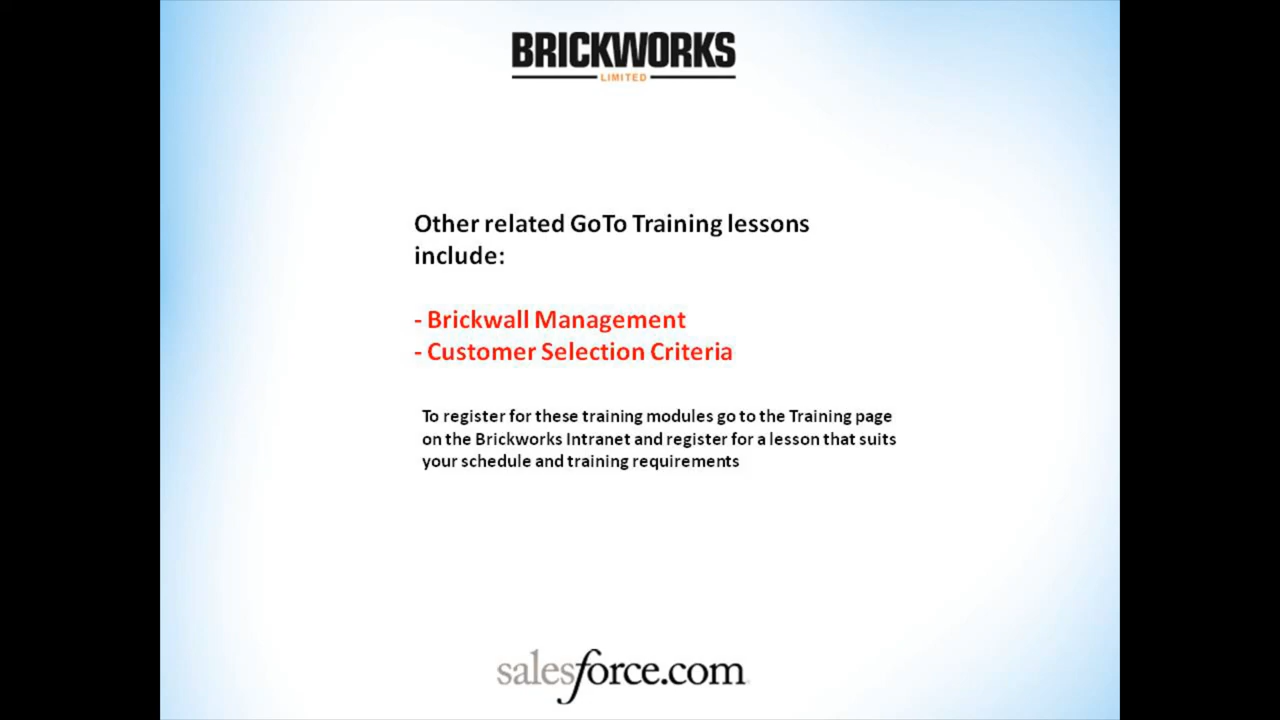 BRICKWORKS
LIMITED
Other related GoTo Training lessons
include:
- Brickwall Management
- Customer Selection Criteria
To register for these training modules go to the Training page
on the Brickworks Intranet and register for a lesson that suits
your schedule and training requirements
salesforce.com